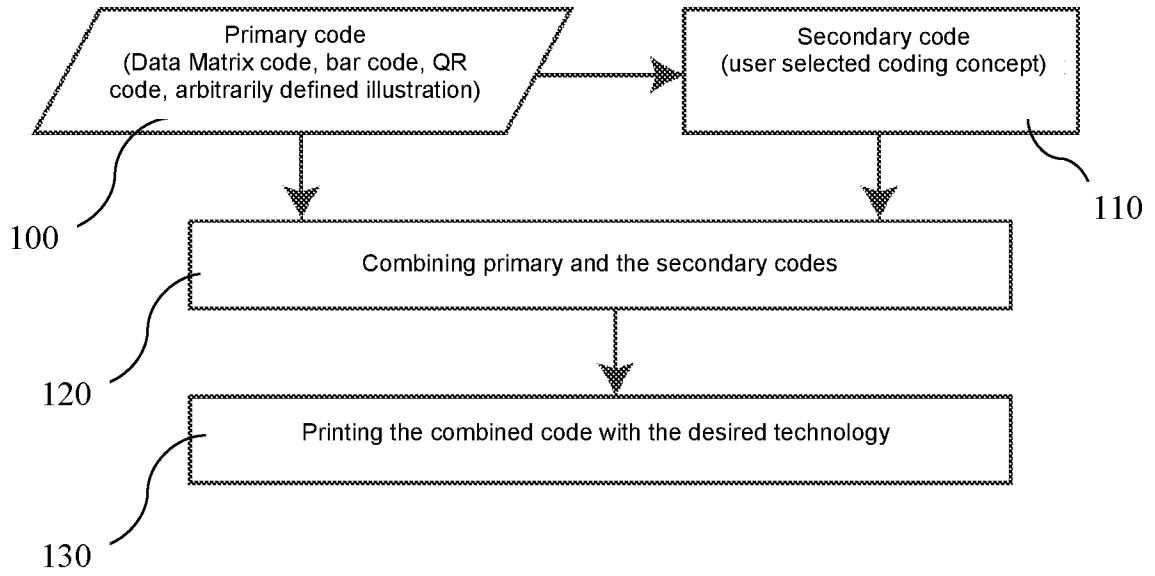 Primary code
(Data Matrix code, bar code, QR
code, arbitrarily defined illustration)
Secondary code
(user selected coding concept)
100
110
Combining primary and the secondary codes
120
Printing the combined code with the desired technology
130